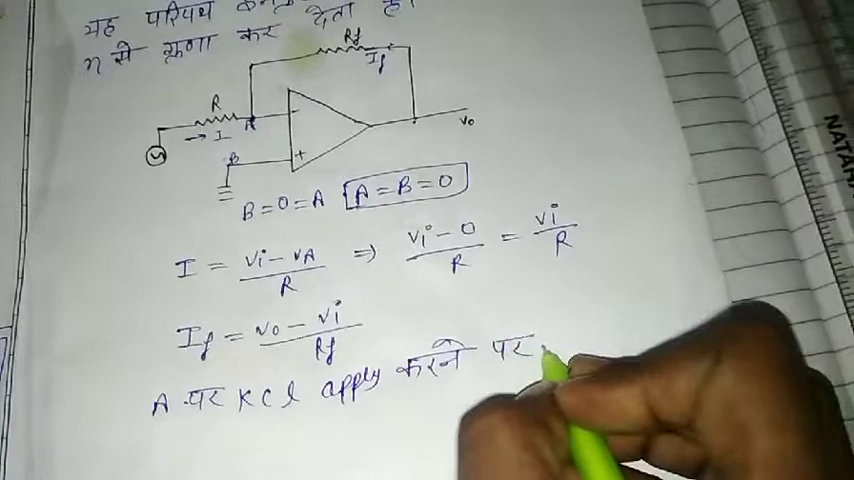 यह परिपथ
n से गुणा कर देता है।
Rf
If
R
→ I
A
B
-
+
vo
B=0=A A=B=0
I = vi - vA / R => vi - 0 / R = vi / R
If = vo - vi / Rf
A पर KCl apply करने पर
NATARA